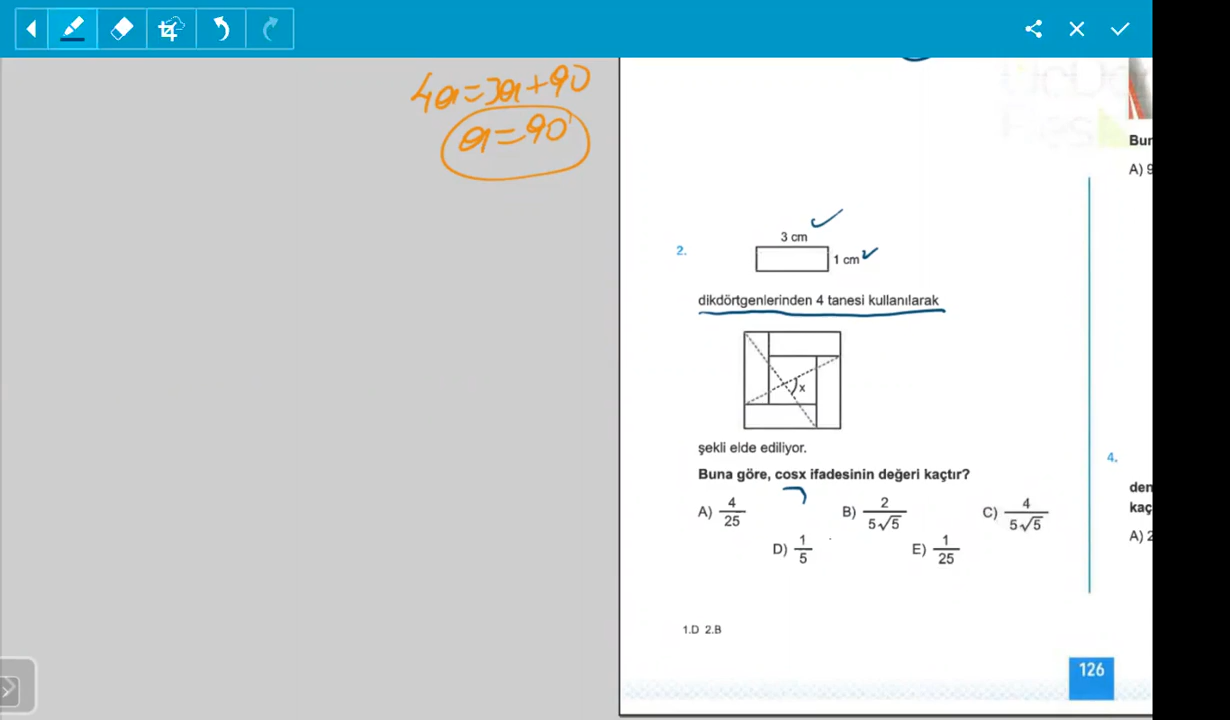 4a=3a+90
a=90
Bur
A) 9
2.
3 cm
1 cm
dikdörtgenlerinden 4 tanesi kullanılarak
x
şekli elde ediliyor.
Buna göre, cosx ifadesinin değeri kaçtır?
A) 4/25 B) 2/5√5 C) 4/5√5
D) 1/5 E) 1/25
4.
den
kaç
A) 2
1.D 2.B
126